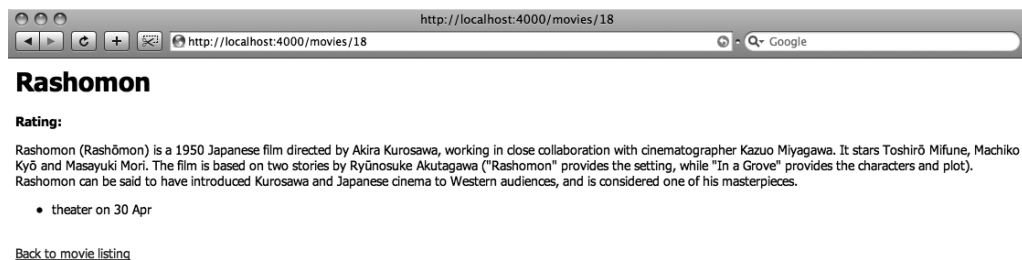 http://localhost:4000/movies/18
http://localhost:4000/movies/18 Google
Rashomon
Rating:
Rashomon (Rashōmon) is a 1950 Japanese film directed by Akira Kurosawa, working in close collaboration with cinematographer Kazuo Miyagawa. It stars Toshirō Mifune, Machiko
Kyō and Masayuki Mori. The film is based on two stories by Ryūnosuke Akutagawa ("Rashomon" provides the setting, while "In a Grove" provides the characters and plot).
Rashomon can be said to have introduced Kurosawa and Japanese cinema to Western audiences, and is considered one of his masterpieces.
• theater on 30 Apr
Back to movie listing